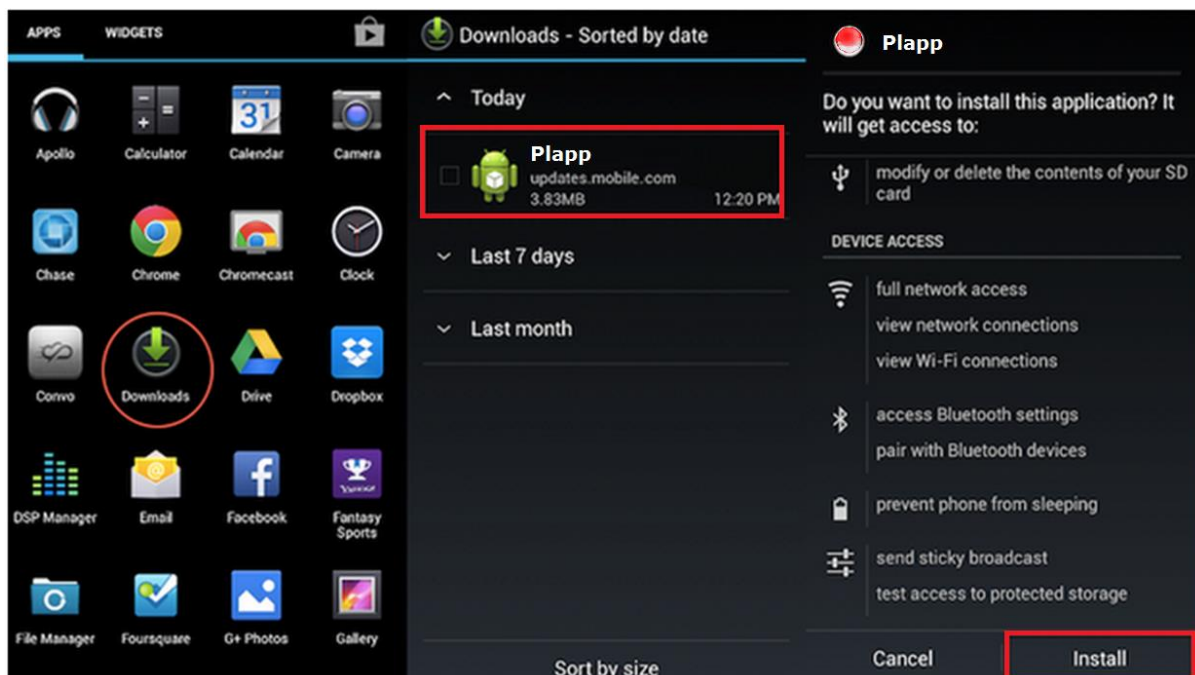 APPS WIDGETS
31
Apollo Calculator Calendar Camera
Chase Chrome Chromecast Clock
Convo Downloads Drive Dropbox
DSP Manager Email Facebook Fantasy
Sports
File Manager Foursquare G+ Photos Gallery
Downloads - Sorted by date
Today
Plapp
updates.mobile.com
3.83MB 12:20 PM
Last 7 days
Last month
Sort by size
Plapp
Do you want to install this application? It
will get access to:
modify or delete the contents of your SD
card
DEVICE ACCESS
full network access
view network connections
view Wi-Fi connections
access Bluetooth settings
pair with Bluetooth devices
prevent phone from sleeping
send sticky broadcast
test access to protected storage
Cancel Install